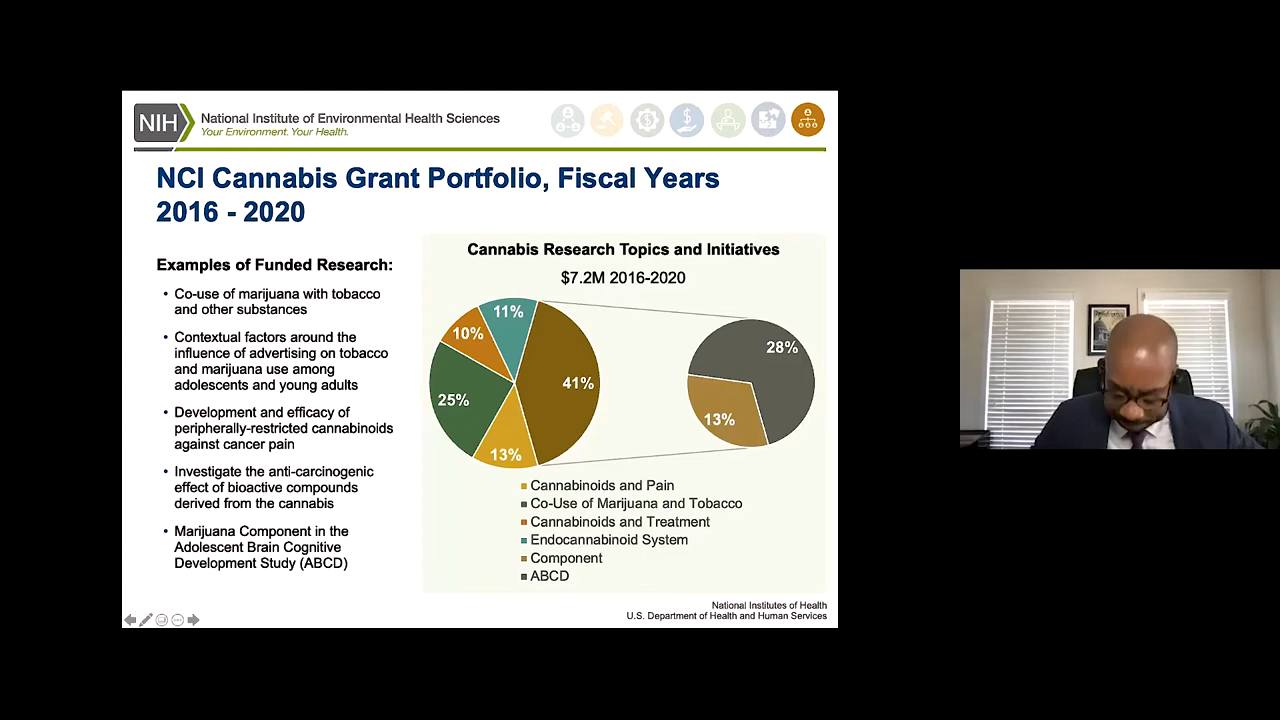 NIH
National Institute of Environmental Health Sciences
Your Environment. Your Health.
NCI Cannabis Grant Portfolio, Fiscal Years
2016 - 2020
Examples of Funded Research:
• Co-use of marijuana with tobacco
and other substances
• Contextual factors around the
influence of advertising on tobacco
and marijuana use among
adolescents and young adults
• Development and efficacy of
peripherally-restricted cannabinoids
against cancer pain
• Investigate the anti-carcinogenic
effect of bioactive compounds
derived from the cannabis
• Marijuana Component in the
Adolescent Brain Cognitive
Development Study (ABCD)
Cannabis Research Topics and Initiatives
$7.2M 2016-2020
11%
10%
41%
25%
13%
28%
13%
Cannabinoids and Pain
Co-Use of Marijuana and Tobacco
Cannabinoids and Treatment
Endocannabinoid System
Component
ABCD
National Institutes of Health
U.S. Department of Health and Human Services